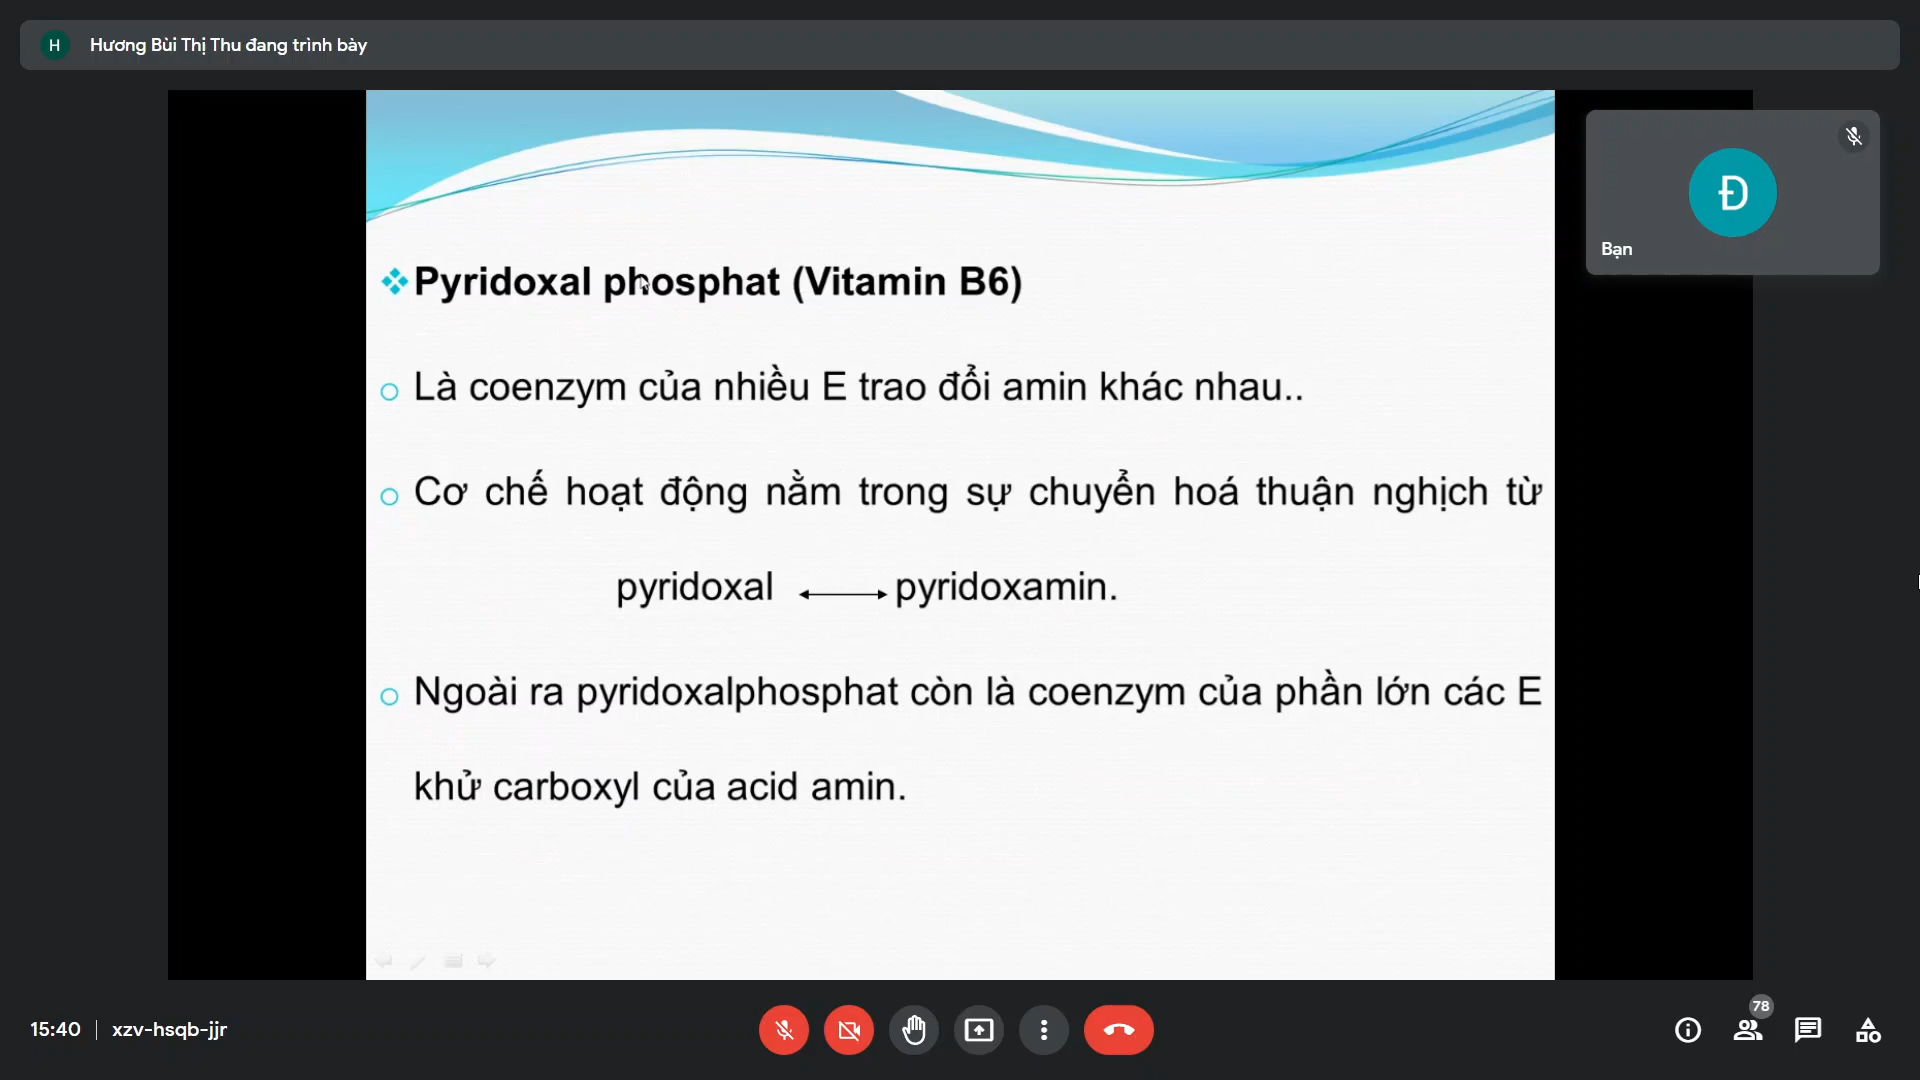 H Hương Bùi Thị Thu đang trình bày
Đ
Bạn
Pyridoxal phosphat (Vitamin B6)
Là coenzym của nhiều E trao đổi amin khác nhau..
Cơ chế hoạt động nằm trong sự chuyển hoá thuận nghịch từ
pyridoxal pyridoxamin.
Ngoài ra pyridoxalphosphat còn là coenzym của phần lớn các E
khử carboxyl của acid amin.
78
15:40 | xzv-hsqb-jjr